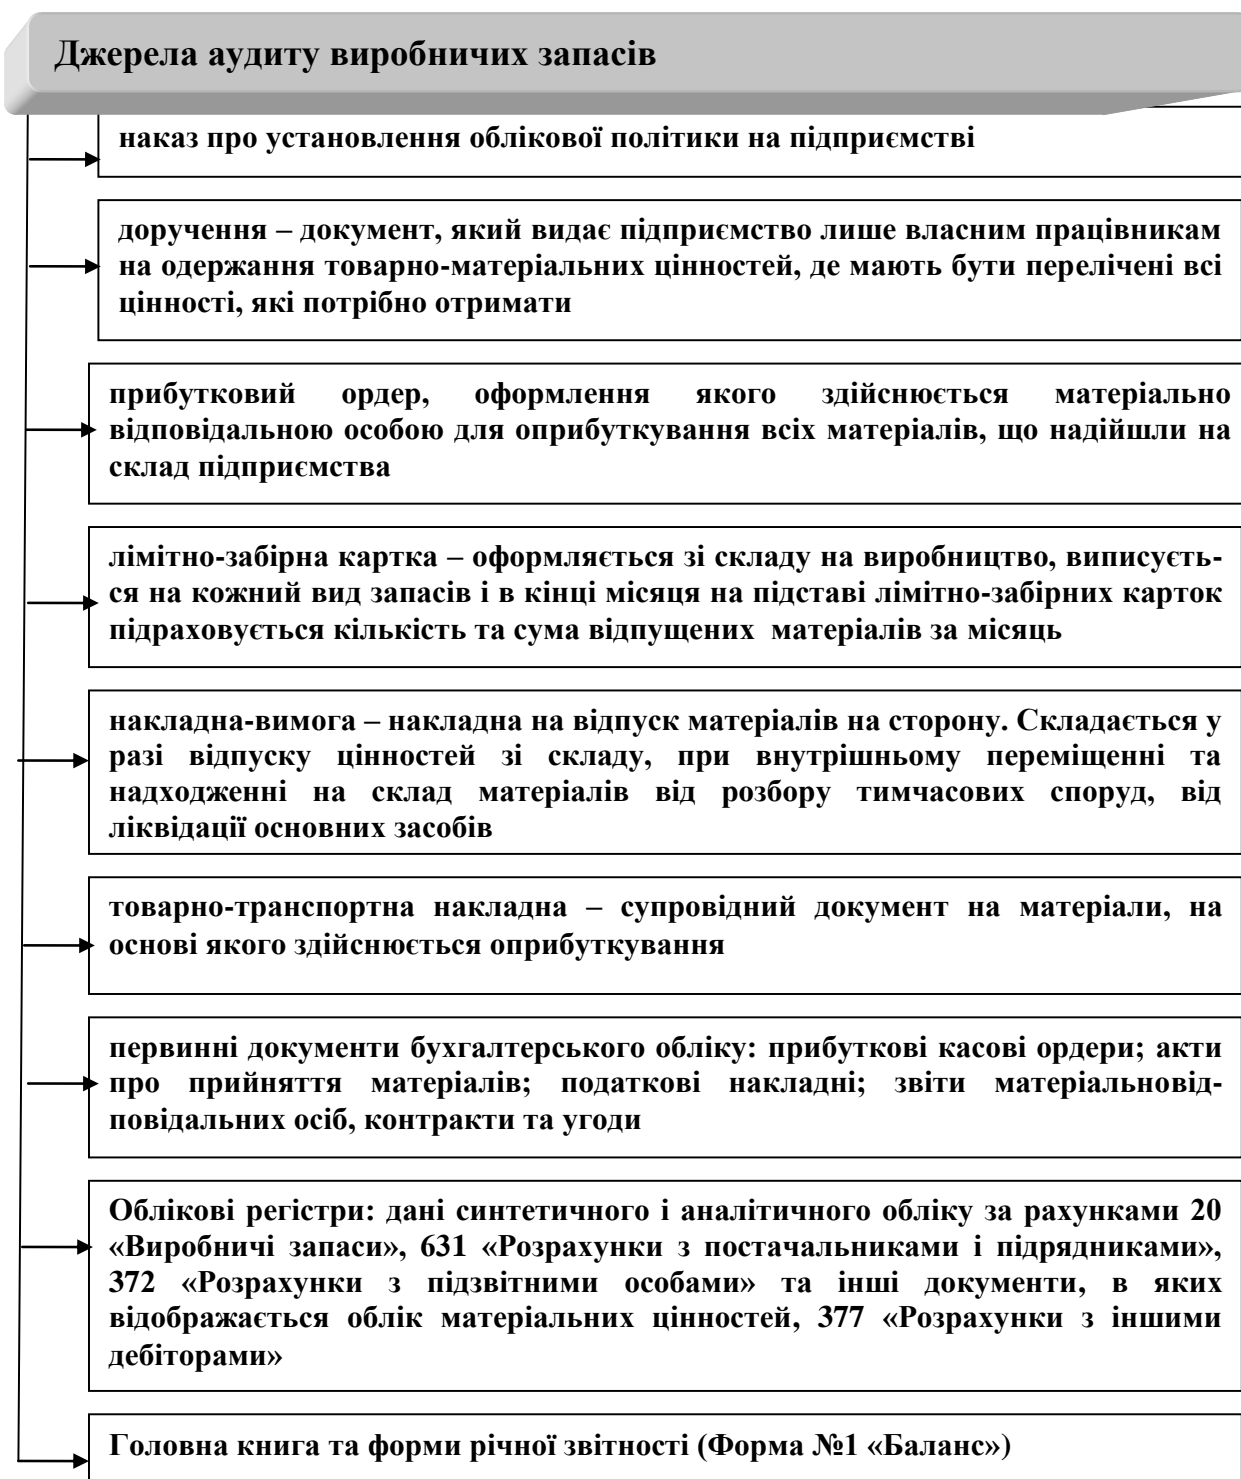 Джерела аудиту виробничих запасів
наказ про установлення облікової політики на підприємстві
доручення – документ, який видає підприємство лише власним працівникам
на одержання товарно-матеріальних цінностей, де мають бути перелічені всі
цінності, які потрібно отримати
прибутковий ордер, оформлення якого здійснюється матеріально
відповідальною особою для оприбуткування всіх матеріалів, що надійшли на
склад підприємства
лімітно-забірна картка – оформляється зі складу на виробництво, виписуєть-
ся на кожний вид запасів і в кінці місяця на підставі лімітно-забірних карток
підраховується кількість та сума відпущених матеріалів за місяць
накладна-вимога – накладна на відпуск матеріалів на сторону. Складається у
разі відпуску цінностей зі складу, при внутрішньому переміщенні та
надходженні на склад матеріалів від розбору тимчасових споруд, від
ліквідації основних засобів
товарно-транспортна накладна – супровідний документ на матеріали, на
основі якого здійснюється оприбуткування
первинні документи бухгалтерського обліку: прибуткові касові ордери; акти
про прийняття матеріалів; податкові накладні; звіти матеріальновід-
повідальних осіб, контракти та угоди
Облікові регістри: дані синтетичного і аналітичного обліку за рахунками 20
«Виробничі запаси», 631 «Розрахунки з постачальниками і підрядниками»,
372 «Розрахунки з підзвітними особами» та інші документи, в яких
відображається облік матеріальних цінностей, 377 «Розрахунки з іншими
дебіторами»
Головна книга та форми річної звітності (Форма №1 «Баланс»)